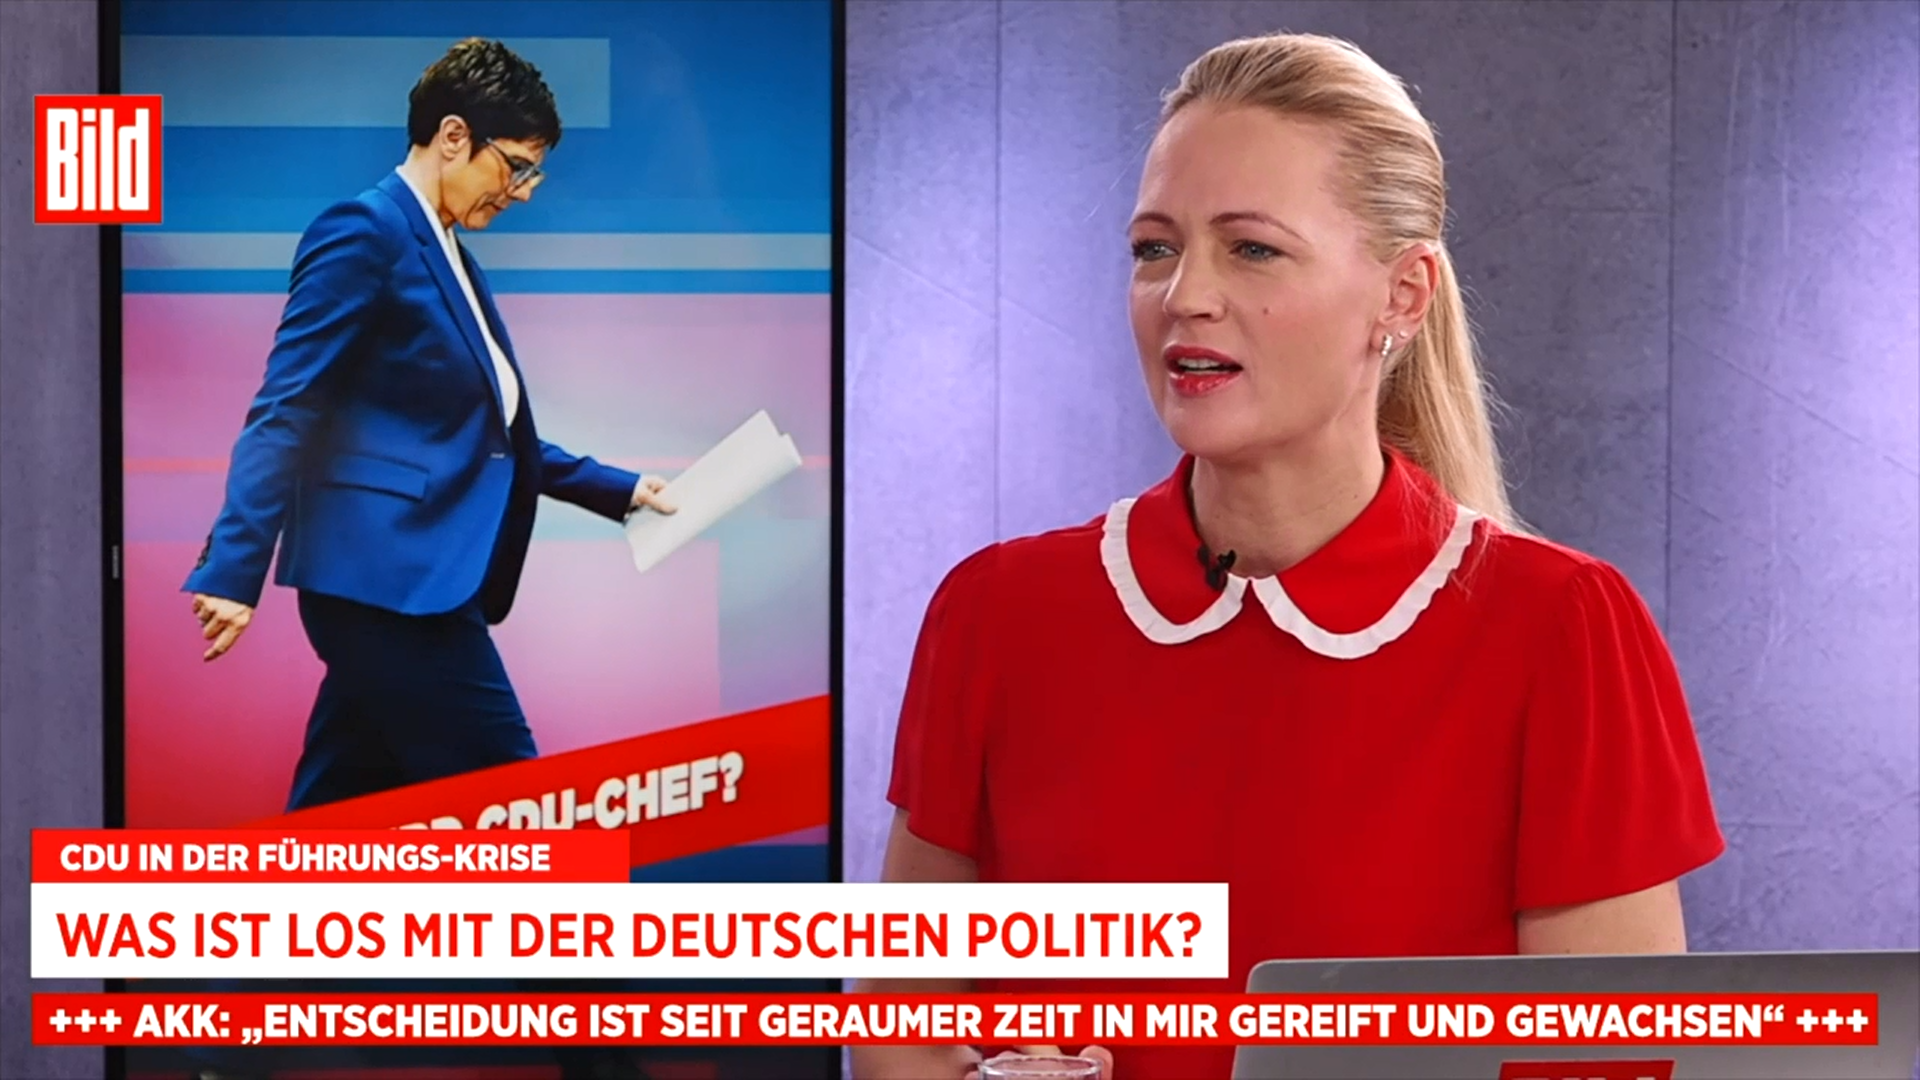 Bild
CDU-CHEF?
CDU IN DER FÜHRUNGS-KRISE
WAS IST LOS MIT DER DEUTSCHEN POLITIK?
+++ AKK: „ENTSCHEIDUNG IST SEIT GERAUMER ZEIT IN MIR GEREIFT UND GEWACHSEN“ +++